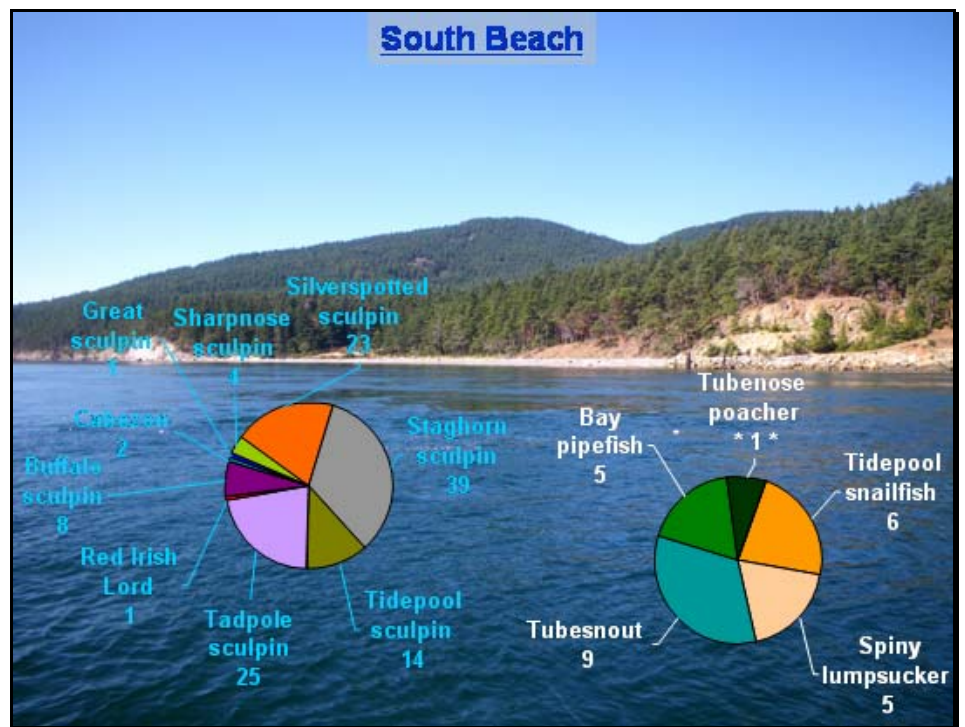 South Beach
Silverspotted
sculpin
23
Great
sculpin
1
Sharpnose
sculpin
4
Cabezon
2
Buffalo
sculpin
8
Red Irish
Lord
1
Tadpole
sculpin
25
Tidepool
sculpin
14
Staghorn
sculpin
39
Tubenose
poacher
* 1 *
Bay
pipefish
5
Tidepool
snailfish
6
Tubesnout
9
Spiny
lumpsucker
5